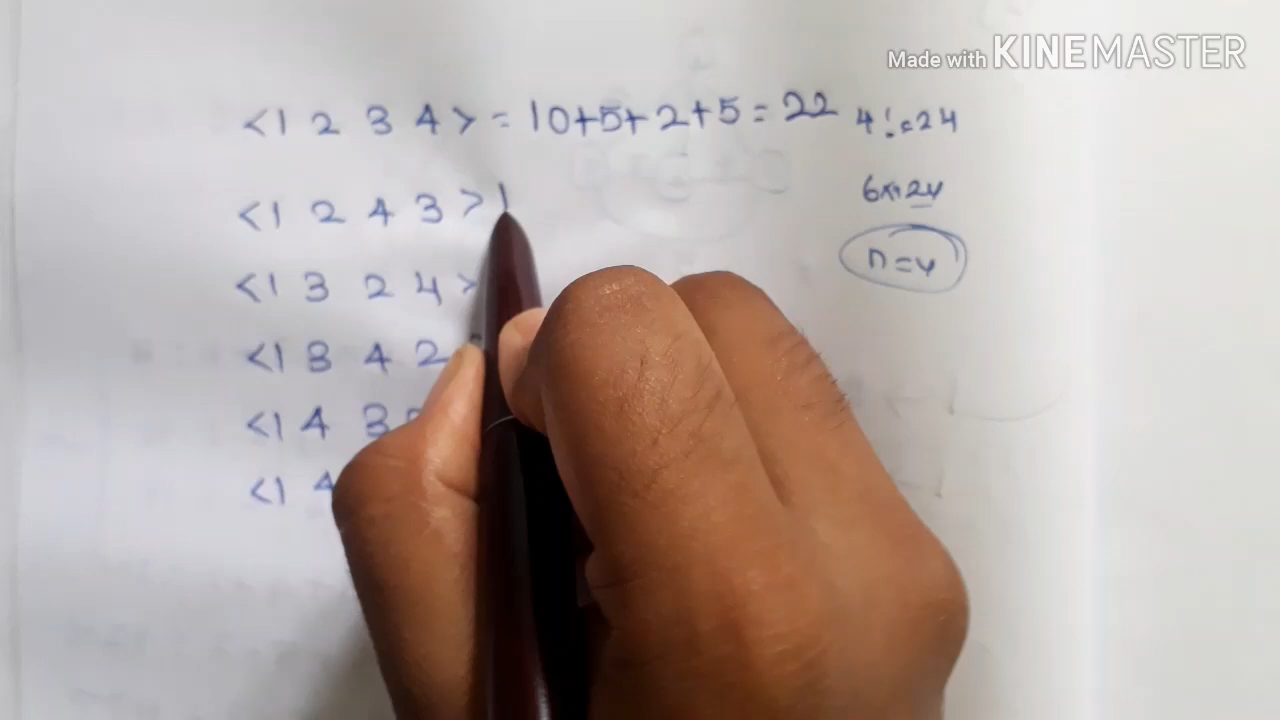 Made with KINEMASTER
<1 2 3 4> = 10+5+2+5=22 4!=24
<1 2 4 3> 1
6x4=24
<1 3 2 4>
n=4
<1 3 4 2
<1 4 3
<1 4